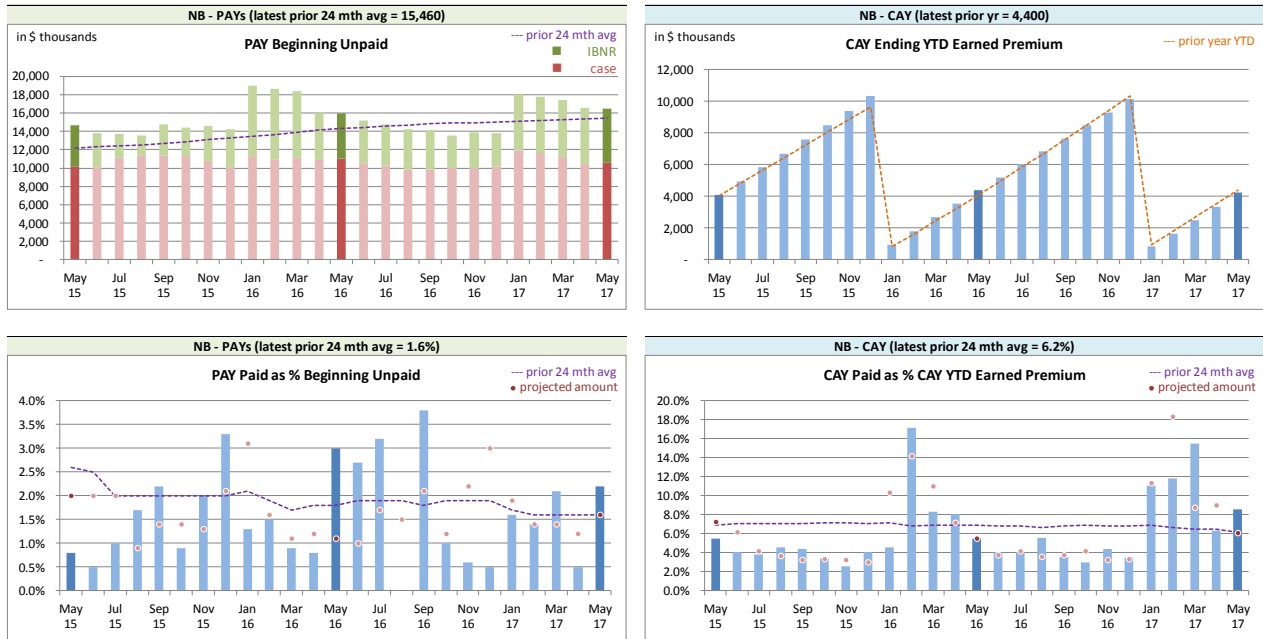 NB - PAYs (latest prior 24 mth avg = 15,460)
in $ thousands
PAY Beginning Unpaid
--- prior 24 mth avg
IBNR
case
20,000
18,000
16,000
14,000
12,000
10,000
8,000
6,000
4,000
2,000
-
May Jul Sep Nov Jan Mar May Jul Sep Nov Jan Mar May
15 15 15 15 16 16 16 16 16 16 17 17 17
NB - CAY (latest prior yr = 4,400)
in $ thousands
CAY Ending YTD Earned Premium
--- prior year YTD
12,000
10,000
8,000
6,000
4,000
2,000
-
May Jul Sep Nov Jan Mar May Jul Sep Nov Jan Mar May
15 15 15 15 16 16 16 16 16 16 17 17 17
NB - PAYs (latest prior 24 mth avg = 1.6%)
PAY Paid as % Beginning Unpaid
--- prior 24 mth avg
projected amount
4.0%
3.5%
3.0%
2.5%
2.0%
1.5%
1.0%
0.5%
0.0%
May Jul Sep Nov Jan Mar May Jul Sep Nov Jan Mar May
15 15 15 15 16 16 16 16 16 16 17 17 17
NB - CAY (latest prior 24 mth avg = 6.2%)
CAY Paid as % CAY YTD Earned Premium
--- prior 24 mth avg
projected amount
20.0%
18.0%
16.0%
14.0%
12.0%
10.0%
8.0%
6.0%
4.0%
2.0%
0.0%
May Jul Sep Nov Jan Mar May Jul Sep Nov Jan Mar May
15 15 15 15 16 16 16 16 16 16 17 17 17